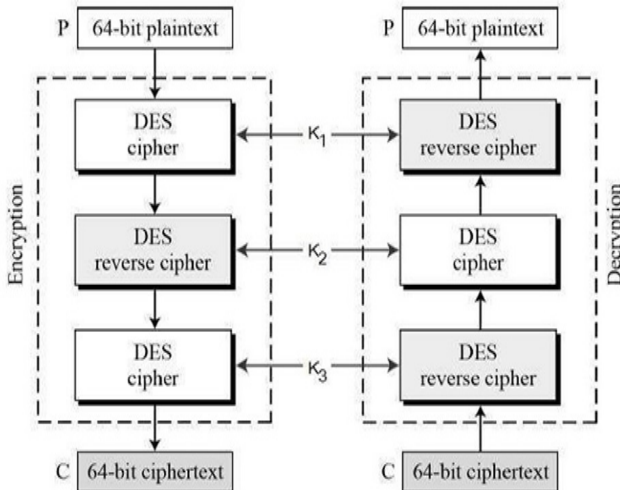 P 64-bit plaintext
P 64-bit plaintext
Encryption
DES
cipher
K1
DES
reverse cipher
DES
reverse cipher
K2
DES
cipher
DES
cipher
K3
DES
reverse cipher
Decryption
C 64-bit ciphertext
C 64-bit ciphertext